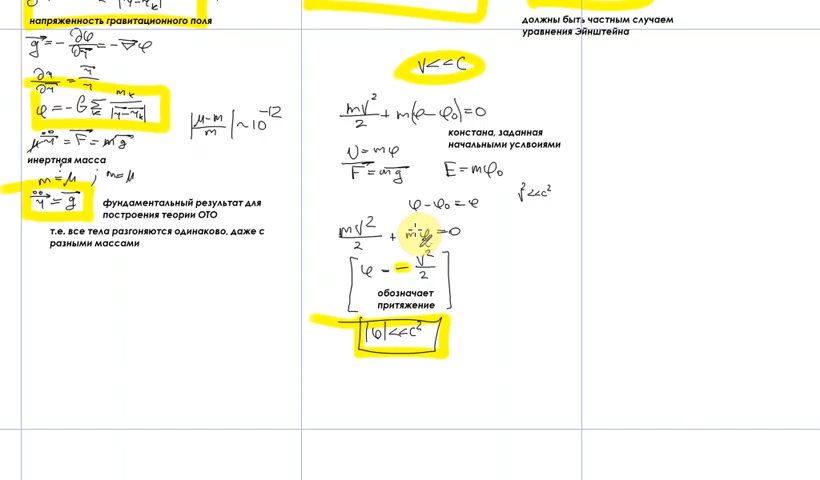 напряженность гравитационного поля
g⃗ = - ∂φ/∂r⃗ = -∇φ
∂r/∂r⃗ = r⃗/r
φ = -G Σ_k m_k/|r⃗-r⃗_k|
|μ-m/m| ~ 10^-12
μr̈⃗ = F⃗ = mg⃗
инертная масса
m = μ ; m = μ
r̈⃗ = g⃗
фундаментальный результат для
построения теории ОТО
т.е. все тела разгоняются одинаково, даже с
разными массами
V<<C
mV²/2 + m(φ-φ₀)=0
констана, заданная
начальными услвоиями
U = mφ
F⃗ = mg⃗
E = mφ₀
v²<<c²
φ-φ₀ = φ
mV²/2 + mφ = 0
[φ = - V²/2]
обозначает
притяжение
|φ|<<c²
должны быть частным случаем
уравнения Эйнштейна